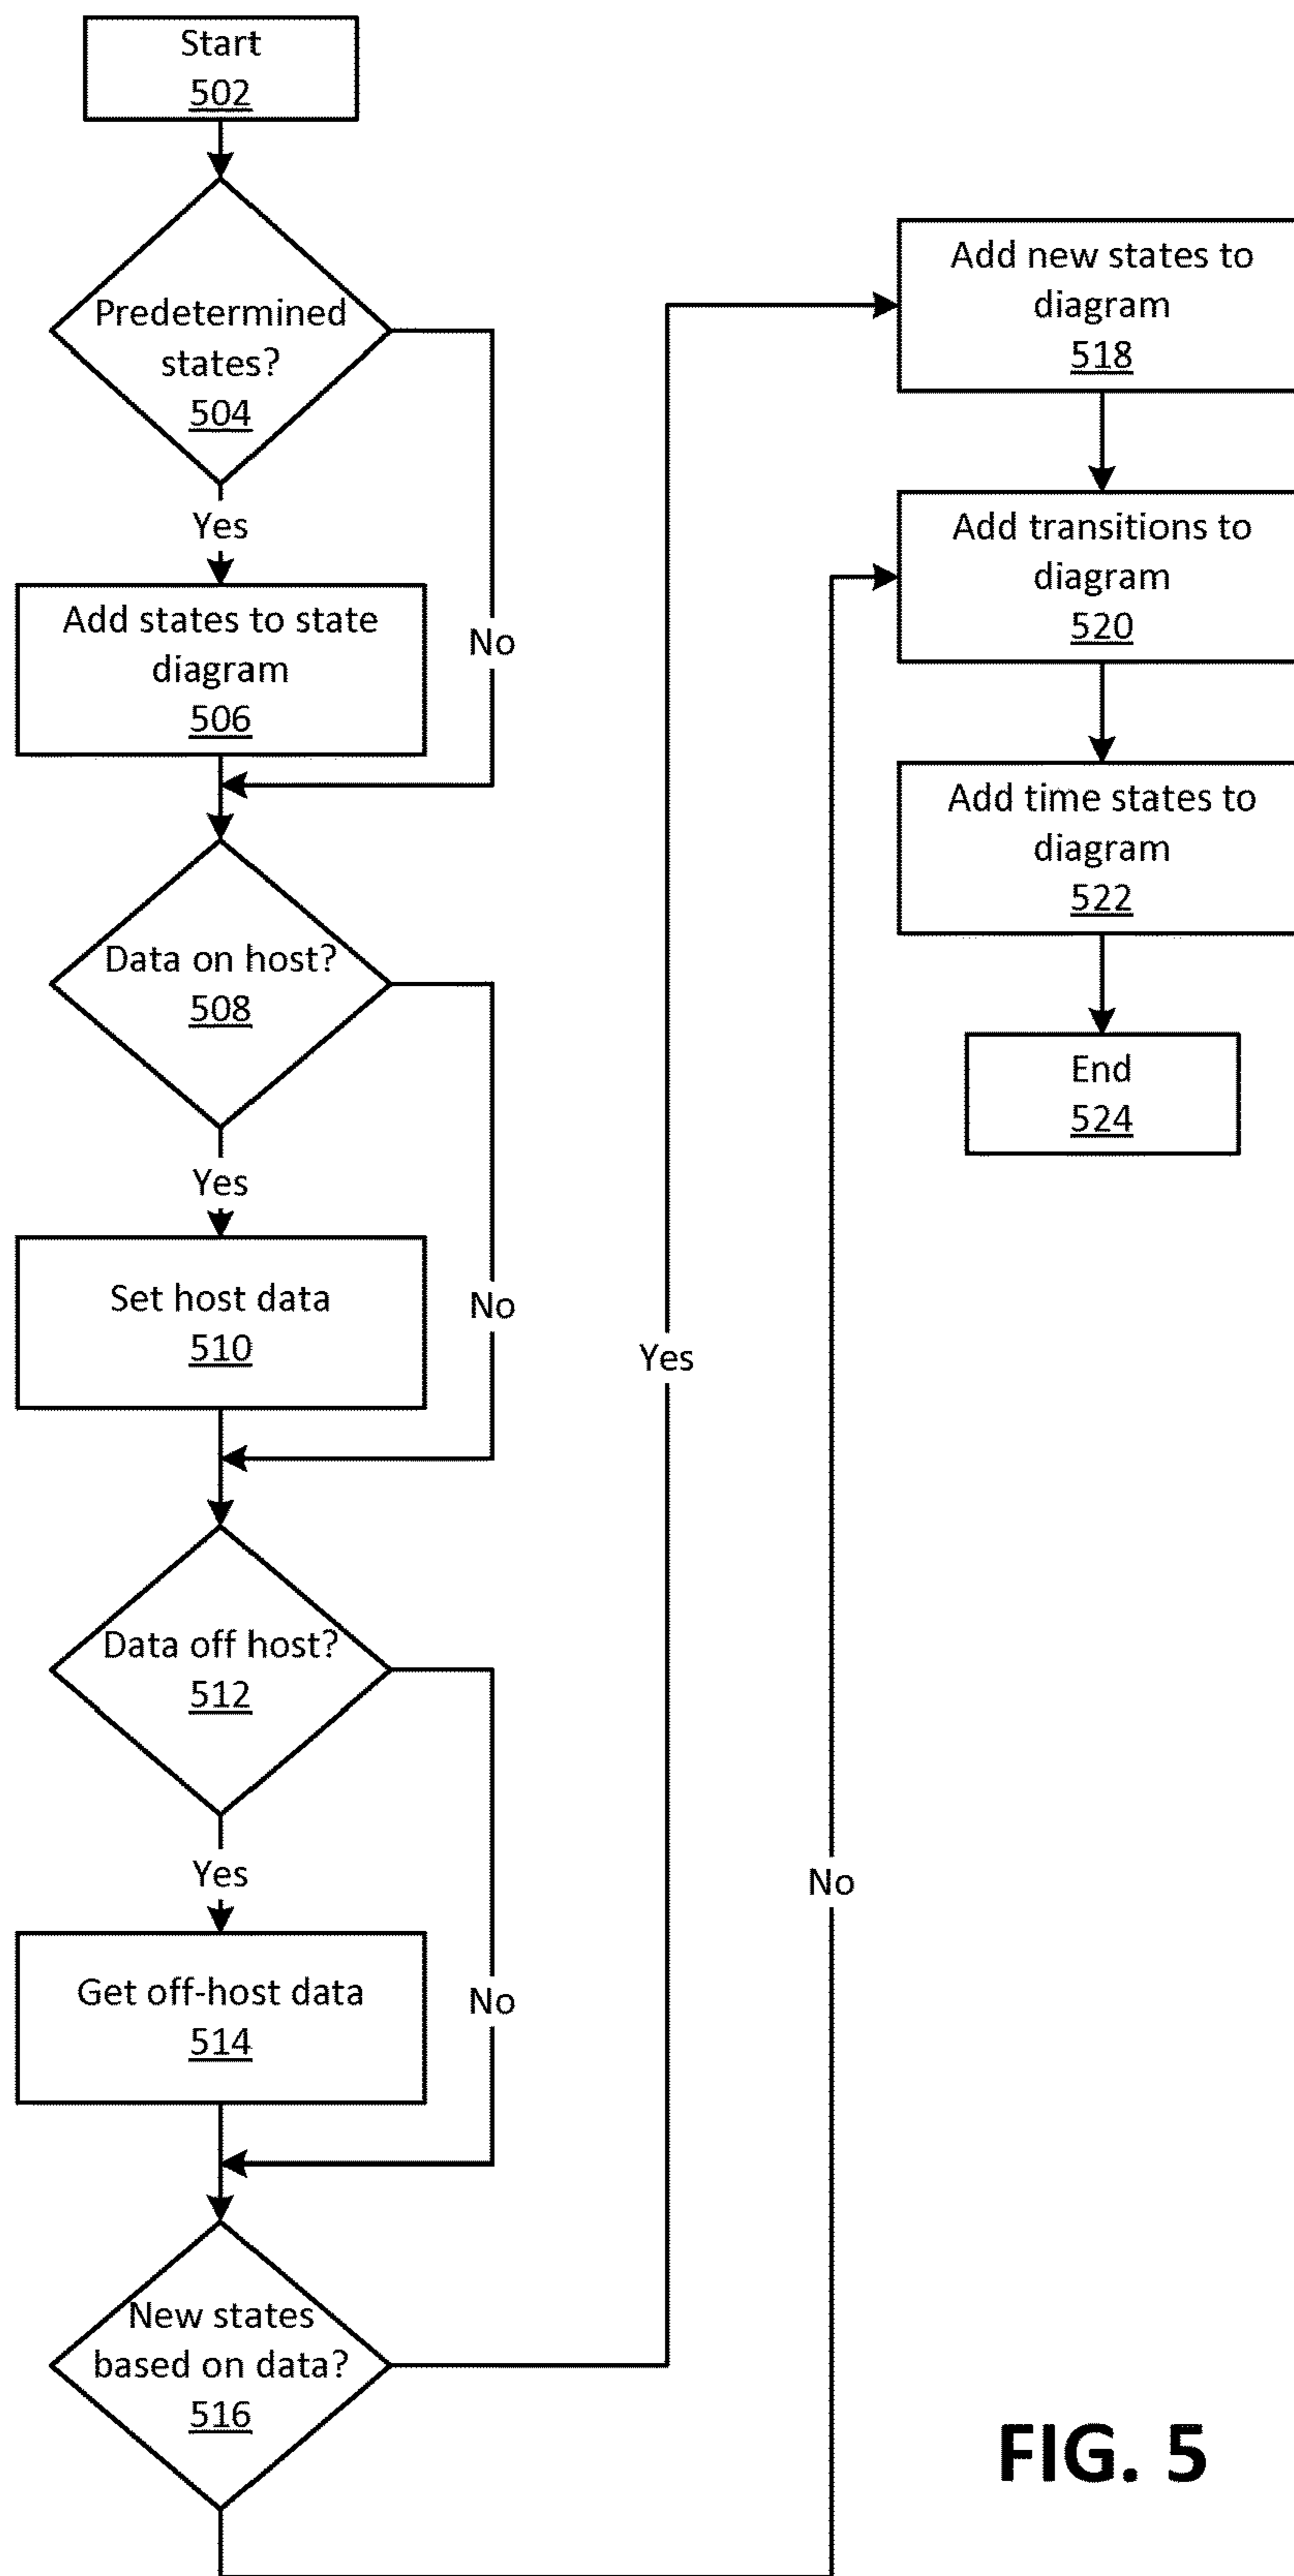 Start
502
Predetermined
states?
504
Yes
No
Add states to state
diagram
506
Data on host?
508
Yes
No
Set host data
510
Data off host?
512
Yes
No
Get off-host data
514
New states
based on data?
516
Yes
No
Add new states to
diagram
518
Add transitions to
diagram
520
Add time states to
diagram
522
End
524
FIG. 5